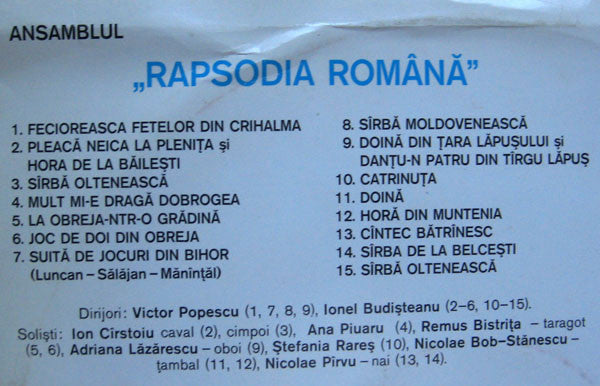 ANSAMBLUL
„RAPSODIA ROMÂNĂ”
1. FECIOREASCA FETELOR DIN CRIHALMA
2. PLEACĂ NEICA LA PLENIȚA și
HORA DE LA BĂILEȘTI
3. SÎRBĂ OLTENEASCĂ
4. MULT MI-E DRAGĂ DOBROGEA
5. LA OBREJA-NTR-O GRĂDINĂ
6. JOC DE DOI DIN OBREJA
7. SUITĂ DE JOCURI DIN BIHOR
(Luncan – Sălăjan – Mănînțăl)
8. SÎRBĂ MOLDOVENEASCĂ
9. DOINĂ DIN ȚARA LĂPUȘULUI și
DANȚU-N PATRU DIN TÎRGU LĂPUȘ
10. CATRINUȚA
11. DOINĂ
12. HORĂ DIN MUNTENIA
13. CÎNTEC BĂTRÎNESC
14. SÎRBA DE LA BELCEȘTI
15. SÎRBĂ OLTENEASCĂ
Dirijori: Victor Popescu (1, 7, 8, 9), Ionel Budișteanu (2–6, 10–15).
Soliști: Ion Cîrstoiu caval (2), cimpoi (3), Ana Piuaru (4), Remus Bistrița – taragot
(5, 6), Adriana Lăzărescu – oboi (9), Ștefania Rareș (10), Nicolae Bob-Stănescu –
țambal (11, 12), Nicolae Pîrvu – nai (13, 14).